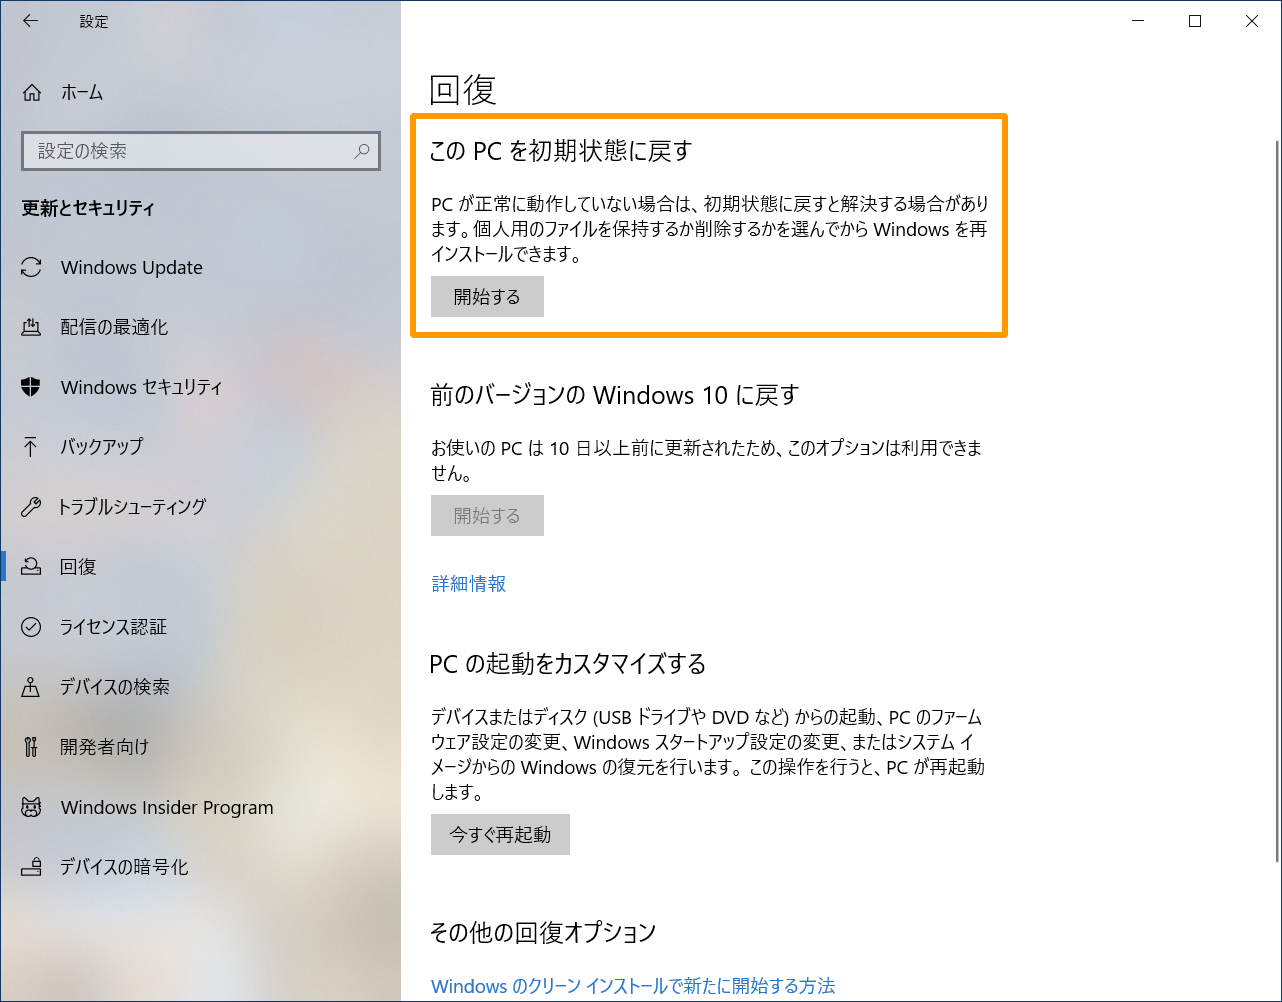 設定
ホーム
設定の検索
更新とセキュリティ
Windows Update
配信の最適化
Windows セキュリティ
バックアップ
トラブルシューティング
回復
ライセンス認証
デバイスの検索
開発者向け
Windows Insider Program
デバイスの暗号化
回復
この PC を初期状態に戻す
PC が正常に動作していない場合は、初期状態に戻すと解決する場合があり
ます。個人用のファイルを保持するか削除するかを選んでから Windows を再
インストールできます。
開始する
前のバージョンの Windows 10 に戻す
お使いの PC は 10 日以上前に更新されたため、このオプションは利用できま
せん。
開始する
詳細情報
PC の起動をカスタマイズする
デバイスまたはディスク (USB ドライブや DVD など) からの起動、PC のファーム
ウェア設定の変更、Windows スタートアップ設定の変更、またはシステム イ
メージからの Windows の復元を行います。この操作を行うと、PC が再起動
します。
今すぐ再起動
その他の回復オプション
Windows のクリーン インストールで新たに開始する方法